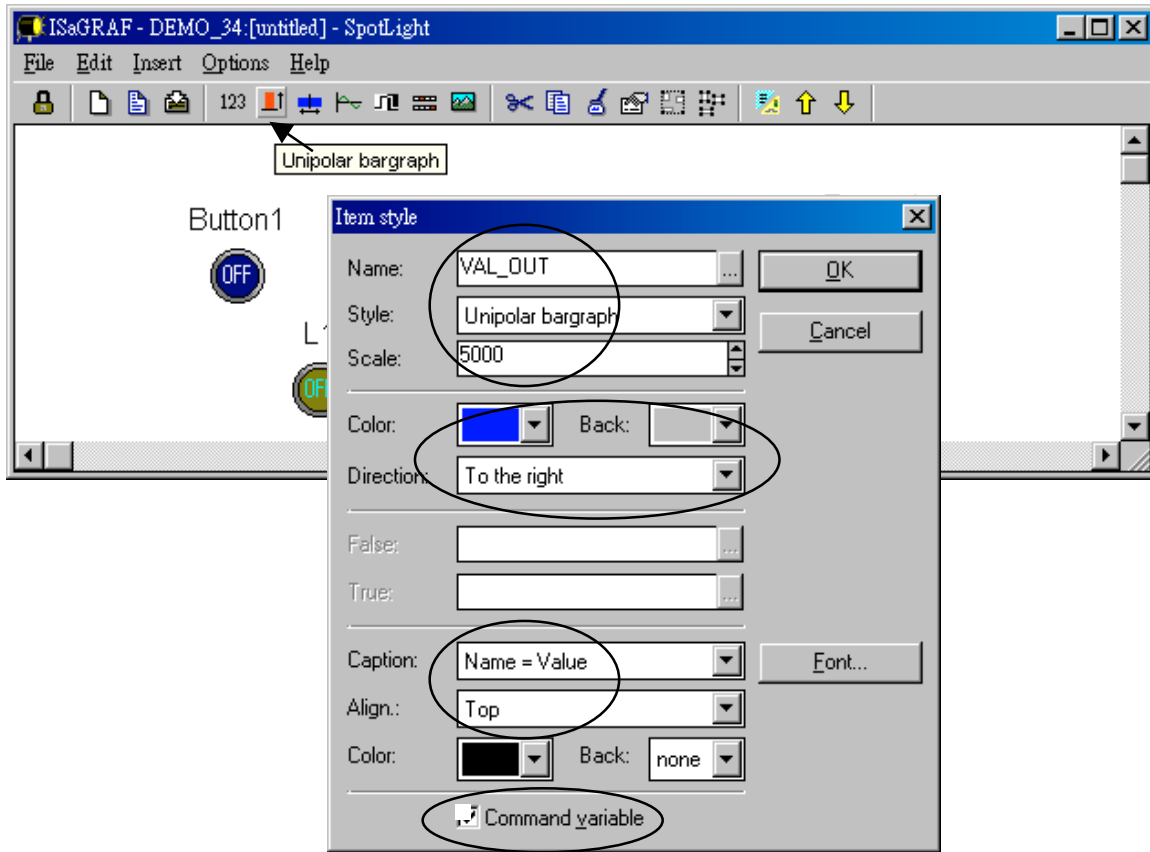 ISaGRAF - DEMO_34:[untitled] - SpotLight
File Edit Insert Options Help
123
Unipolar bargraph
Button1
OFF
Item style
Name: VAL_OUT ... OK
Style: Unipolar bargraph
Cancel
Scale: 5000
Color: Back:
Direction: To the right
False: ...
True: ...
Caption: Name = Value Font...
Align.: Top
Color: Back: none
Command variable